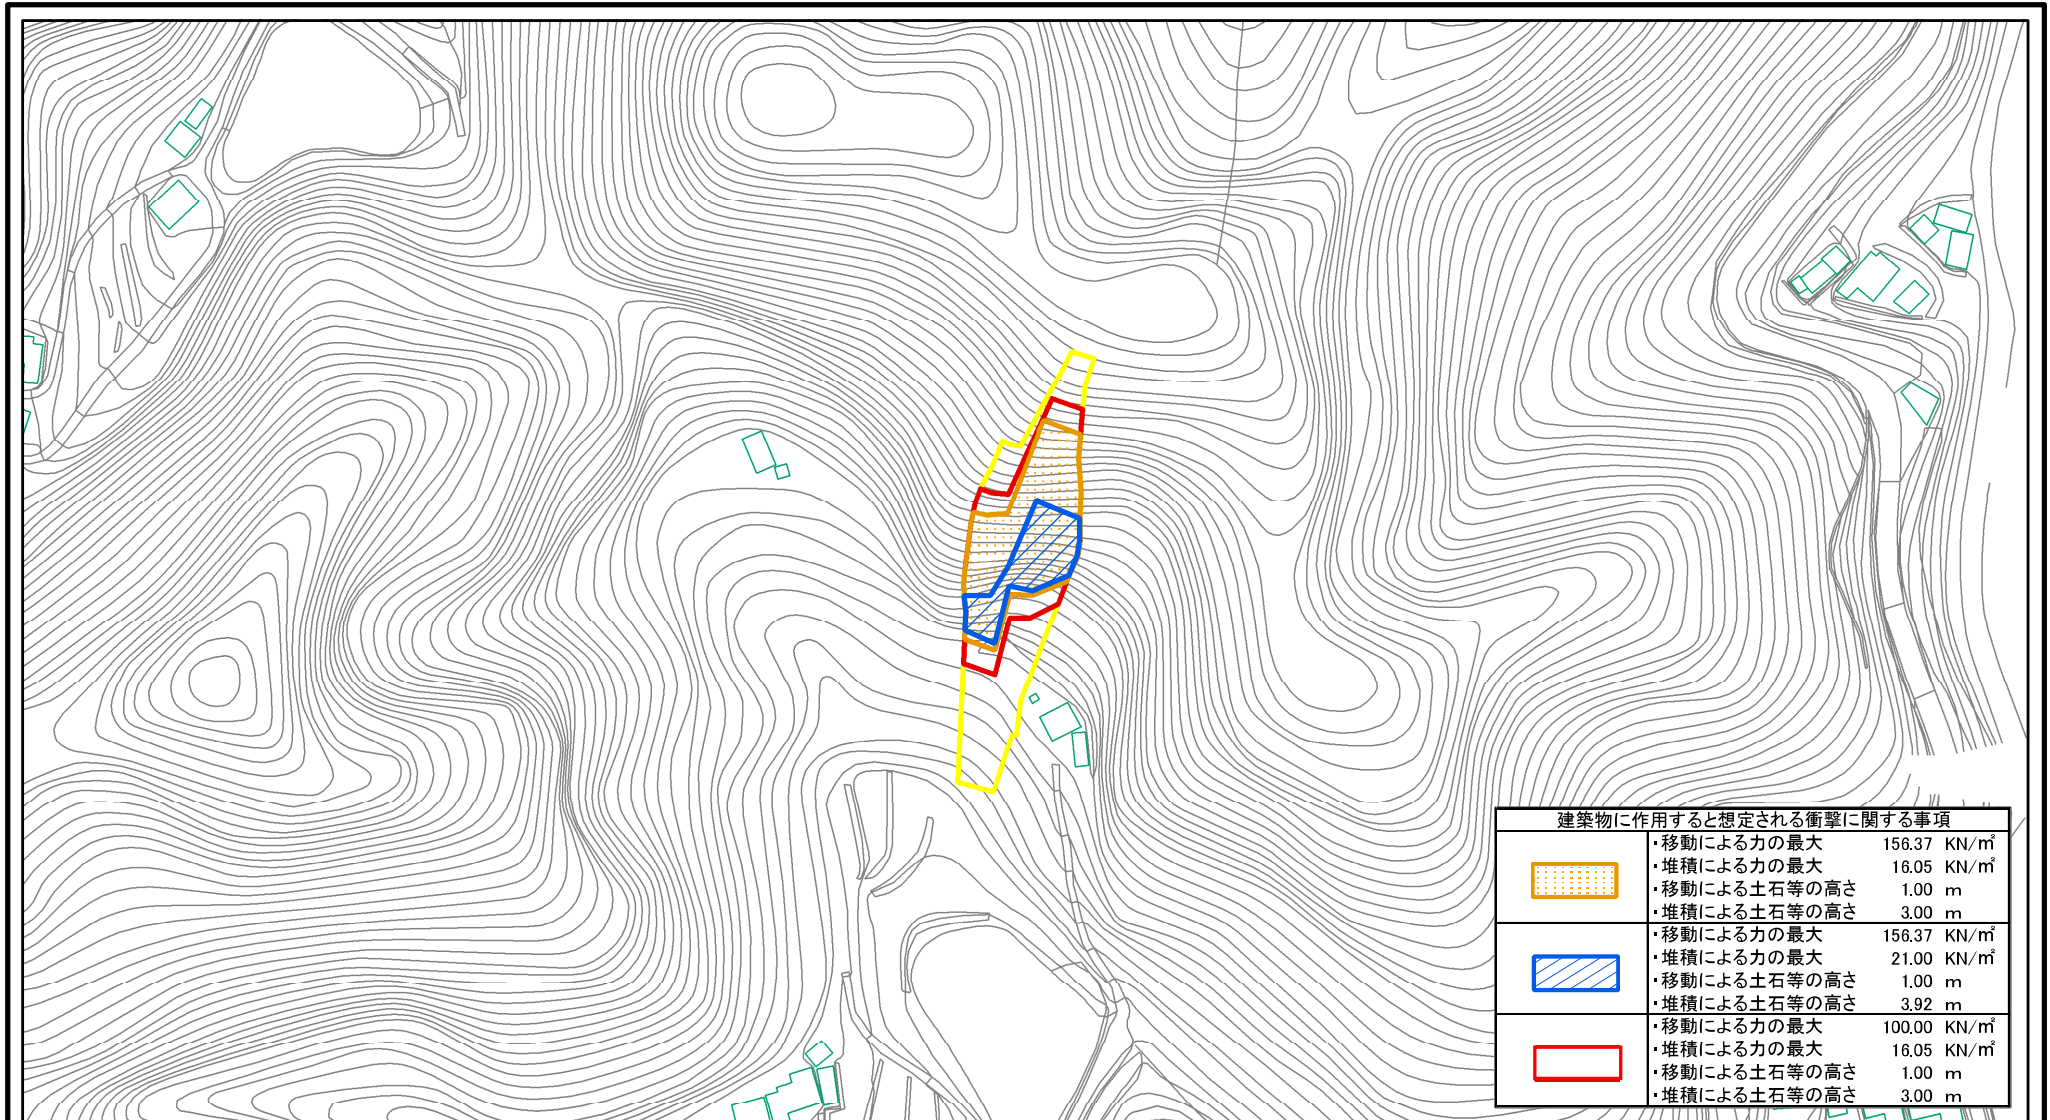 建築物に作用すると想定される衝撃に関する事項
・移動による力の最大 156.37 KN/㎡
・堆積による力の最大 16.05 KN/㎡
・移動による土石等の高さ 1.00 m
・堆積による土石等の高さ 3.00 m
・移動による力の最大 156.37 KN/㎡
・堆積による力の最大 21.00 KN/㎡
・移動による土石等の高さ 1.00 m
・堆積による土石等の高さ 3.92 m
・移動による力の最大 100.00 KN/㎡
・堆積による力の最大 16.05 KN/㎡
・移動による土石等の高さ 1.00 m
・堆積による土石等の高さ 3.00 m